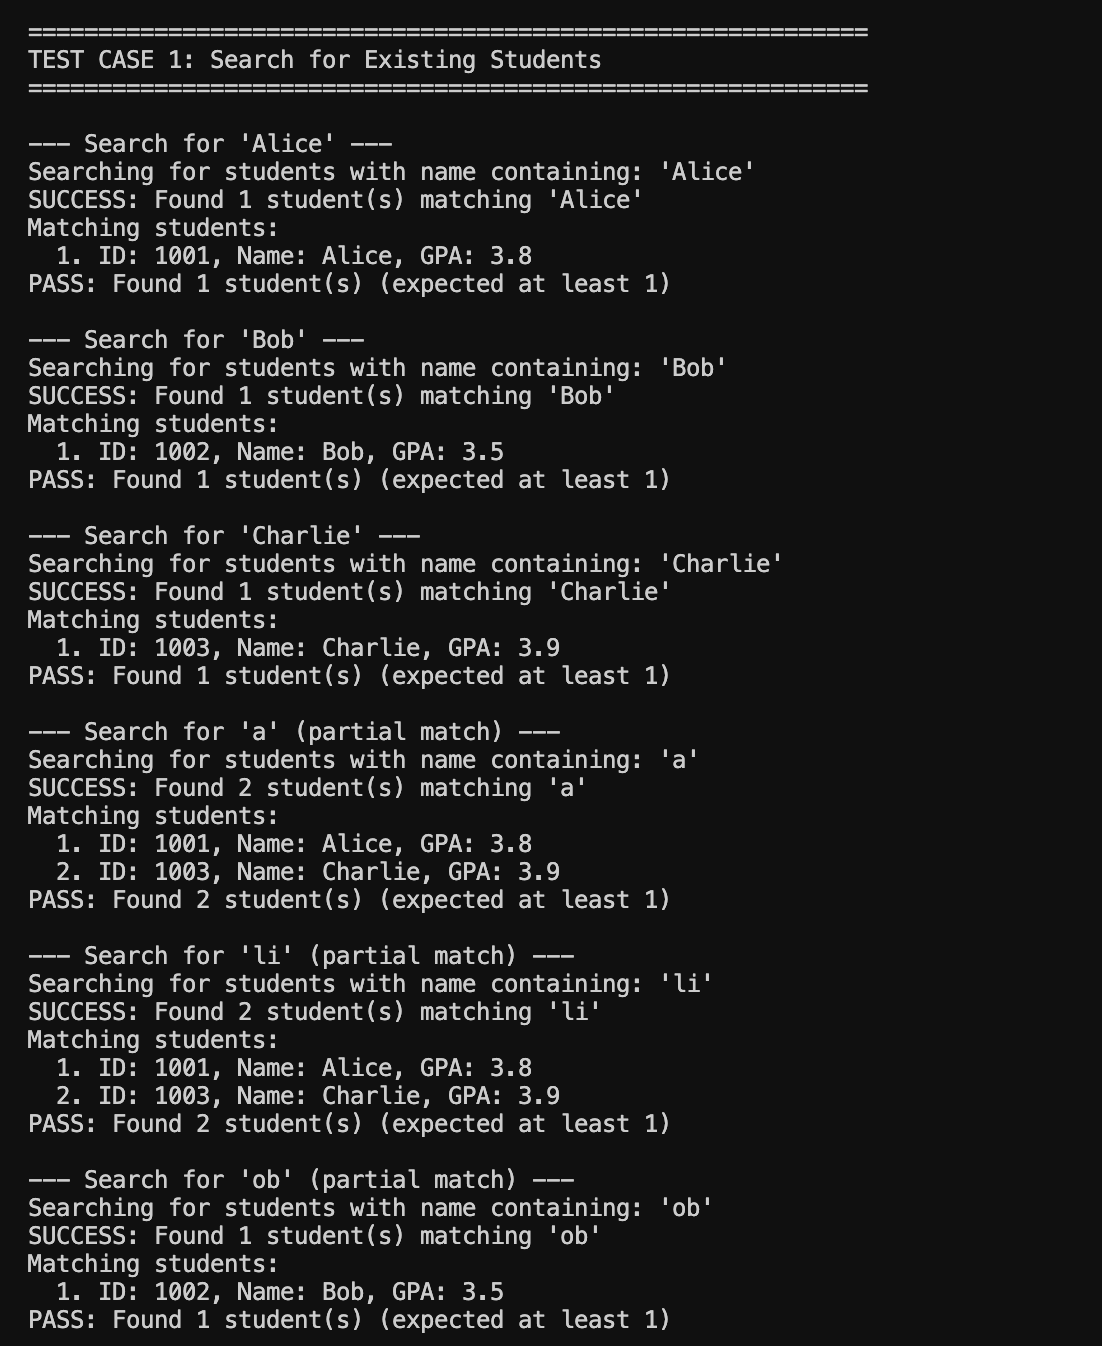 ============================================================
TEST CASE 1: Search for Existing Students
============================================================
--- Search for 'Alice' ---
Searching for students with name containing: 'Alice'
SUCCESS: Found 1 student(s) matching 'Alice'
Matching students:
  1. ID: 1001, Name: Alice, GPA: 3.8
PASS: Found 1 student(s) (expected at least 1)
--- Search for 'Bob' ---
Searching for students with name containing: 'Bob'
SUCCESS: Found 1 student(s) matching 'Bob'
Matching students:
  1. ID: 1002, Name: Bob, GPA: 3.5
PASS: Found 1 student(s) (expected at least 1)
--- Search for 'Charlie' ---
Searching for students with name containing: 'Charlie'
SUCCESS: Found 1 student(s) matching 'Charlie'
Matching students:
  1. ID: 1003, Name: Charlie, GPA: 3.9
PASS: Found 1 student(s) (expected at least 1)
--- Search for 'a' (partial match) ---
Searching for students with name containing: 'a'
SUCCESS: Found 2 student(s) matching 'a'
Matching students:
  1. ID: 1001, Name: Alice, GPA: 3.8
  2. ID: 1003, Name: Charlie, GPA: 3.9
PASS: Found 2 student(s) (expected at least 1)
--- Search for 'li' (partial match) ---
Searching for students with name containing: 'li'
SUCCESS: Found 2 student(s) matching 'li'
Matching students:
  1. ID: 1001, Name: Alice, GPA: 3.8
  2. ID: 1003, Name: Charlie, GPA: 3.9
PASS: Found 2 student(s) (expected at least 1)
--- Search for 'ob' (partial match) ---
Searching for students with name containing: 'ob'
SUCCESS: Found 1 student(s) matching 'ob'
Matching students:
  1. ID: 1002, Name: Bob, GPA: 3.5
PASS: Found 1 student(s) (expected at least 1)